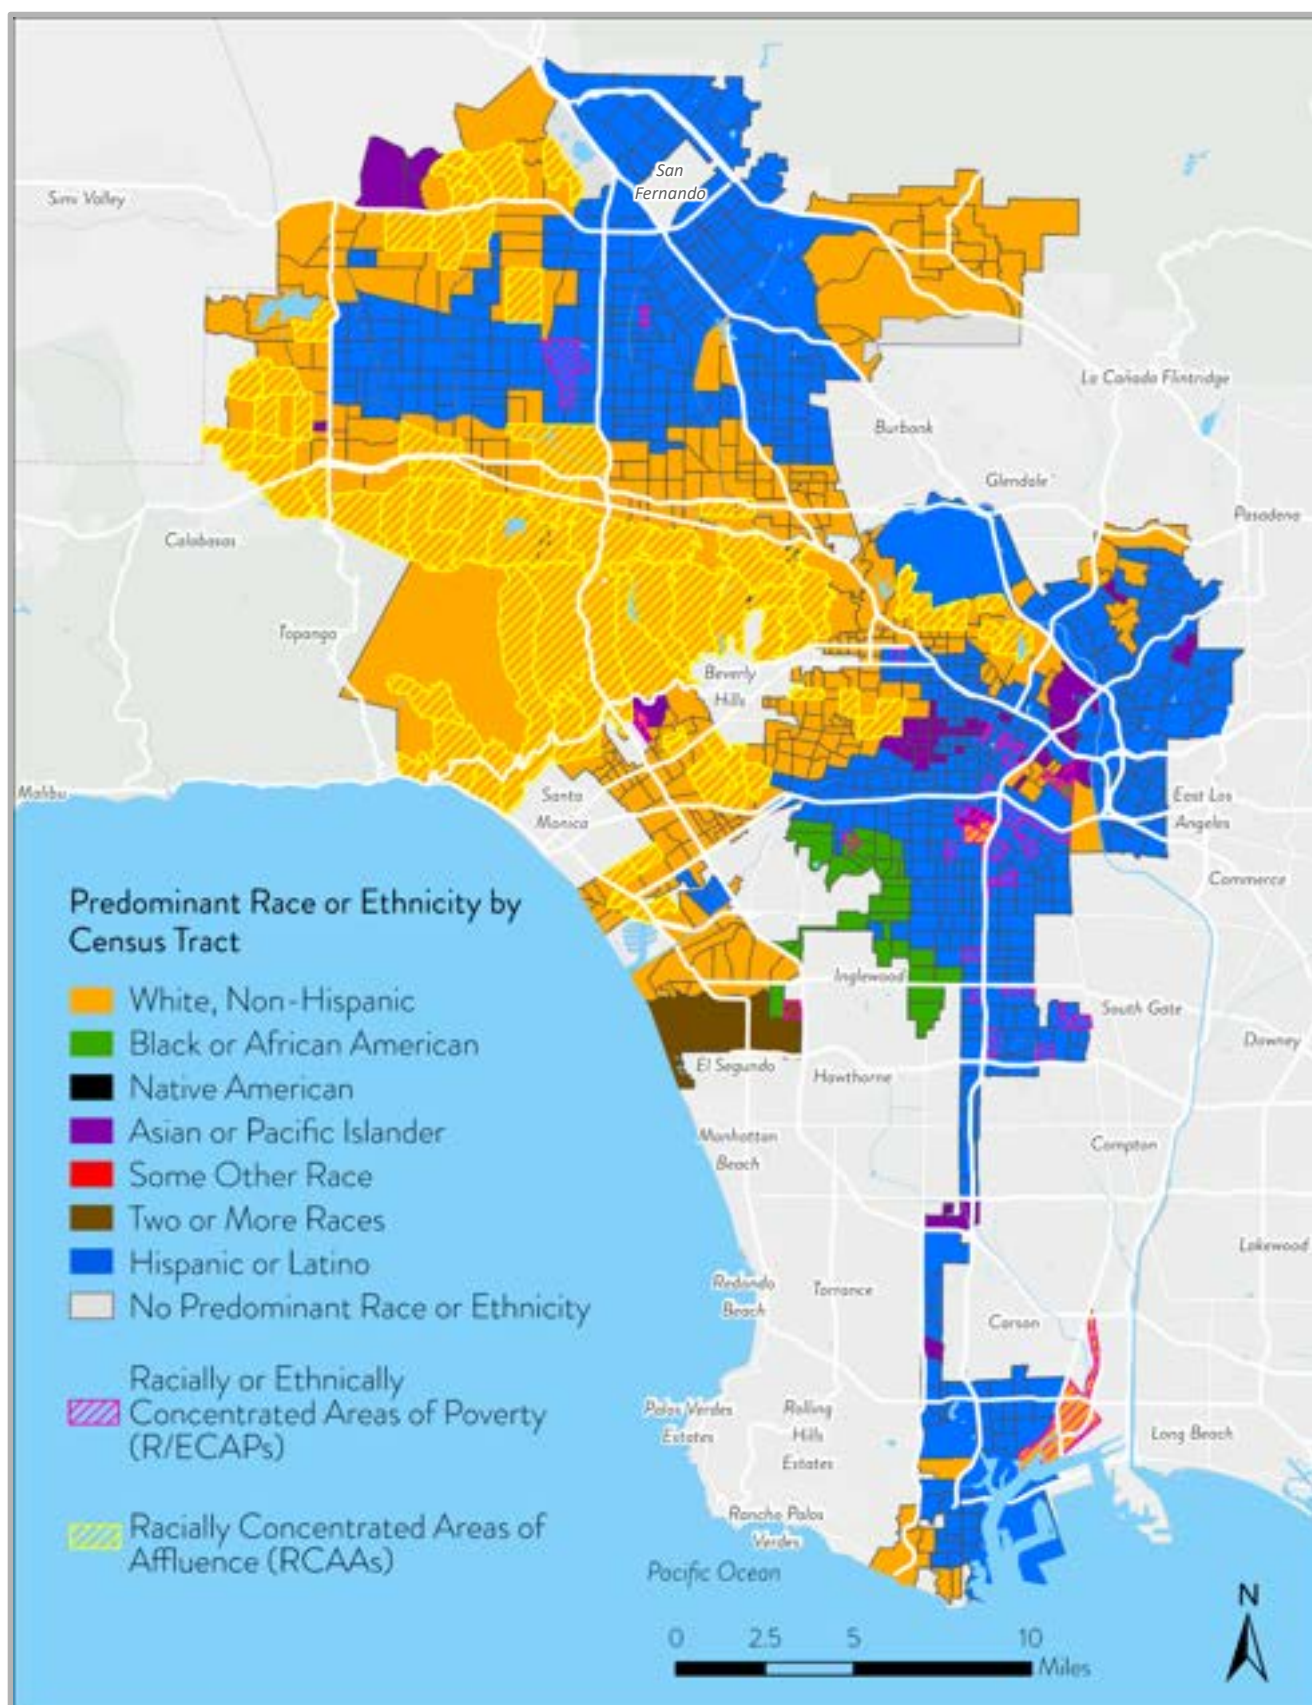 San
Fernando
Simi Valley
La Cañada Flintridge
Burbank
Glendale
Pasadena
Calabasas
Topanga
Beverly
Hills
Malibu
Santa
Monica
East Los
Angeles
Commerce
Predominant Race or Ethnicity by
Census Tract
White, Non-Hispanic
Black or African American
Native American
Asian or Pacific Islander
Some Other Race
Two or More Races
Hispanic or Latino
No Predominant Race or Ethnicity
Racially or Ethnically
Concentrated Areas of Poverty
(R/ECAPs)
Racially Concentrated Areas of
Affluence (RCAAs)
Inglewood
South Gate
Downey
El Segundo
Hawthorne
Manhattan
Beach
Compton
Lakewood
Redondo
Beach
Torrance
Carson
Palos Verdes
Estates
Rolling
Hills
Estates
Long Beach
Rancho Palos
Verdes
Pacific Ocean
N
0 2.5 5 10
Miles